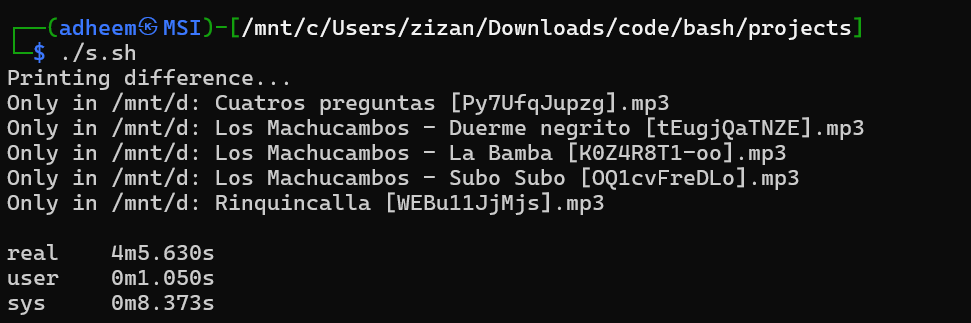 ┌──(adheem㉿MSI)-[/mnt/c/Users/zizan/Downloads/code/bash/projects]
└─$ ./s.sh
Printing difference...
Only in /mnt/d: Cuatros preguntas [Py7UfqJupzg].mp3
Only in /mnt/d: Los Machucambos - Duerme negrito [tEugjQaTNZE].mp3
Only in /mnt/d: Los Machucambos - La Bamba [K0Z4R8T1-oo].mp3
Only in /mnt/d: Los Machucambos - Subo Subo [OQ1cvFreDLo].mp3
Only in /mnt/d: Rinquincalla [WEBu11JjMjs].mp3

real    4m5.630s
user    0m1.050s
sys     0m8.373s